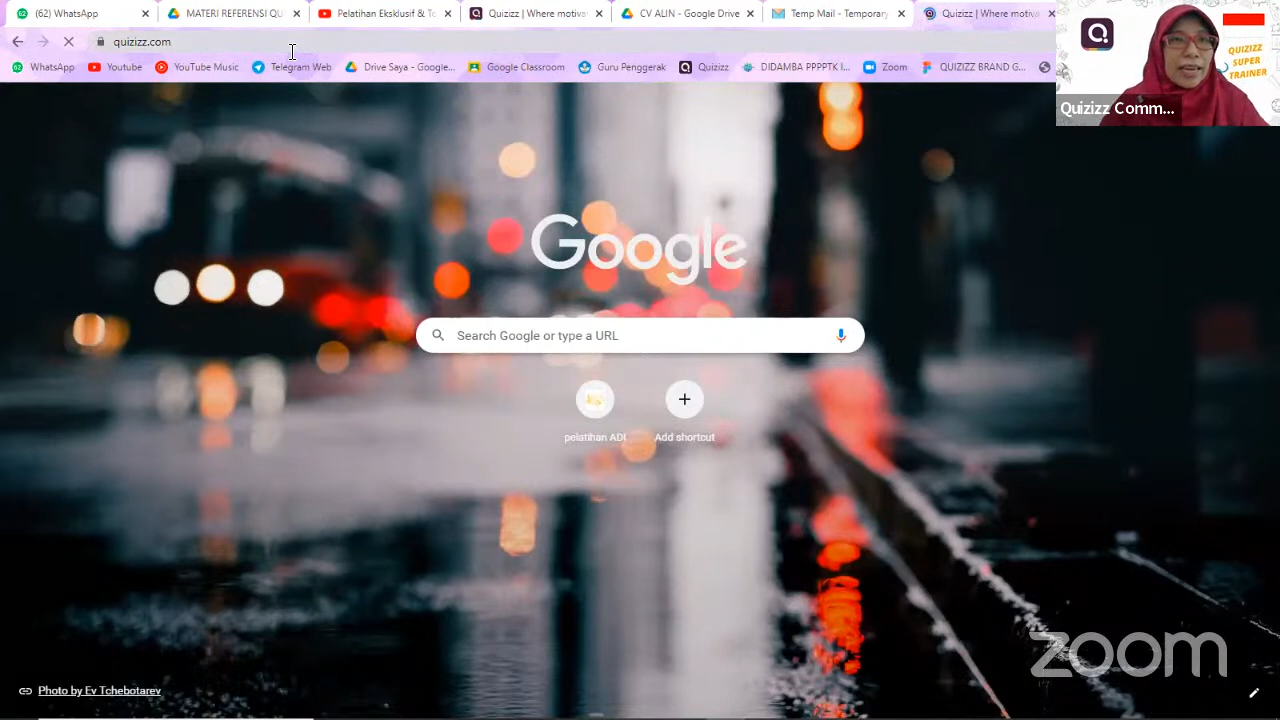 (62) WhatsApp
MATERI REFERENSI QU
Pelatihan Eksklusif & To
Quizizz | Where motiva
CV ALIN - Google Drive
Temp Mail - Temporary
Quizizz | Where motiva
quizizz.com
WhatsApp
Youtube
YouTube Music
Telegram Web
Drive Saya - Google...
Google Classroom
Guru Penggerak
Quizizz
DIDAMBA PPPPTK I...
Zoom
QUIZIZZ BRAND G...
QUIZIZZ
SUPER
TRAINER
Quizizz Comm...
Google
Search Google or type a URL
pelatihan ADI
Add shortcut
Photo by Ev Tchebotarev
zoom